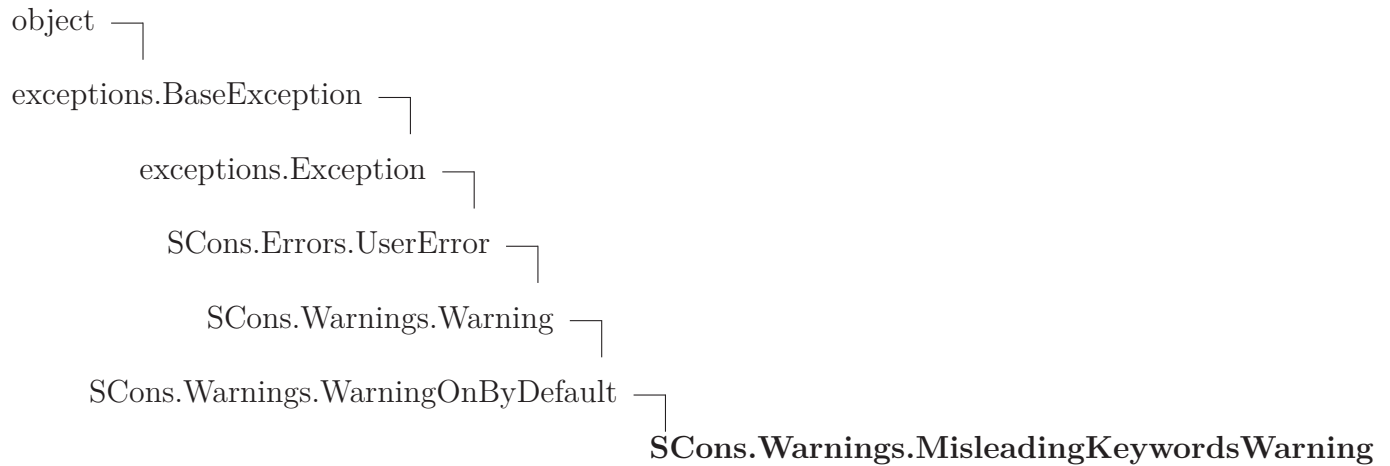 object
exceptions.BaseException
exceptions.Exception
SCons.Errors.UserError
SCons.Warnings.Warning
SCons.Warnings.WarningOnByDefault
SCons.Warnings.MisleadingKeywordsWarning